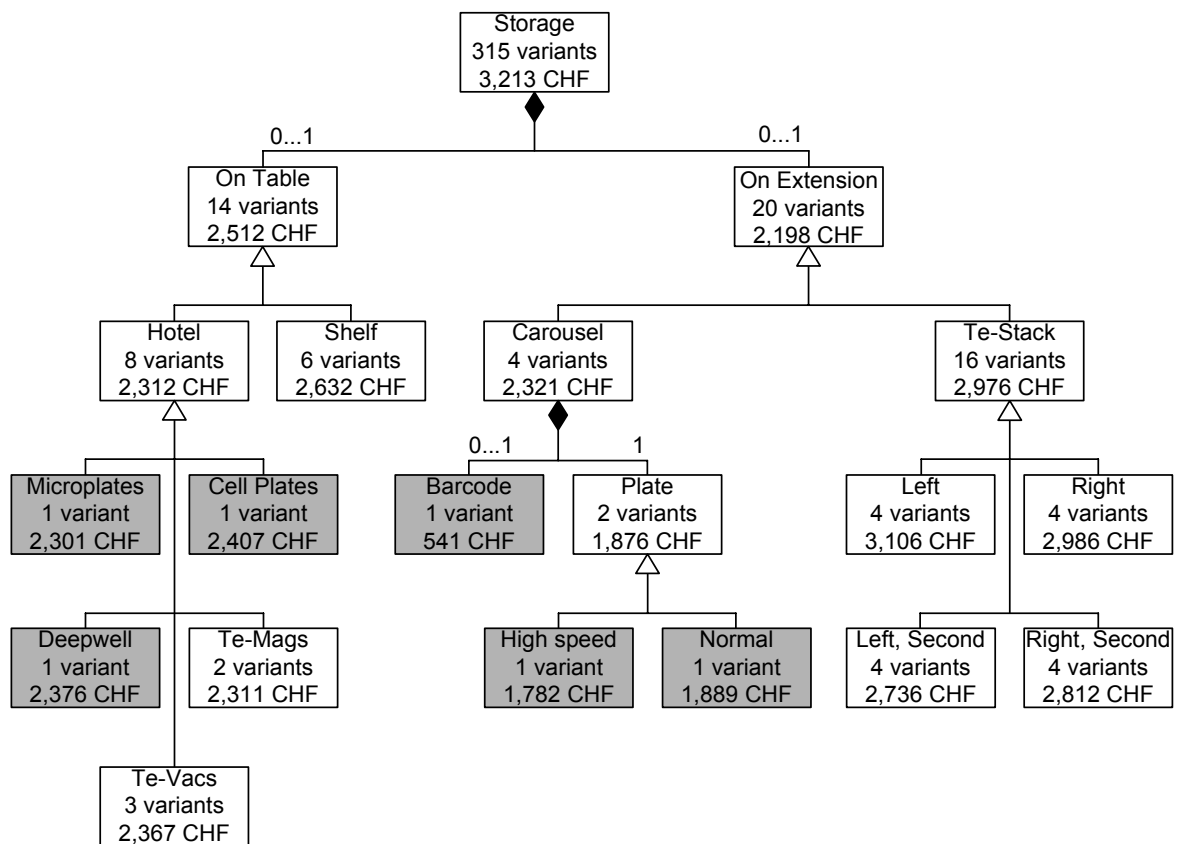 Storage
315 variants
3,213 CHF
0...1
0...1
On Table
14 variants
2,512 CHF
On Extension
20 variants
2,198 CHF
Hotel
8 variants
2,312 CHF
Shelf
6 variants
2,632 CHF
Carousel
4 variants
2,321 CHF
Te-Stack
16 variants
2,976 CHF
0...1
1
Microplates
1 variant
2,301 CHF
Cell Plates
1 variant
2,407 CHF
Barcode
1 variant
541 CHF
Plate
2 variants
1,876 CHF
Left
4 variants
3,106 CHF
Right
4 variants
2,986 CHF
Deepwell
1 variant
2,376 CHF
Te-Mags
2 variants
2,311 CHF
High speed
1 variant
1,782 CHF
Normal
1 variant
1,889 CHF
Left, Second
4 variants
2,736 CHF
Right, Second
4 variants
2,812 CHF
Te-Vacs
3 variants
2,367 CHF